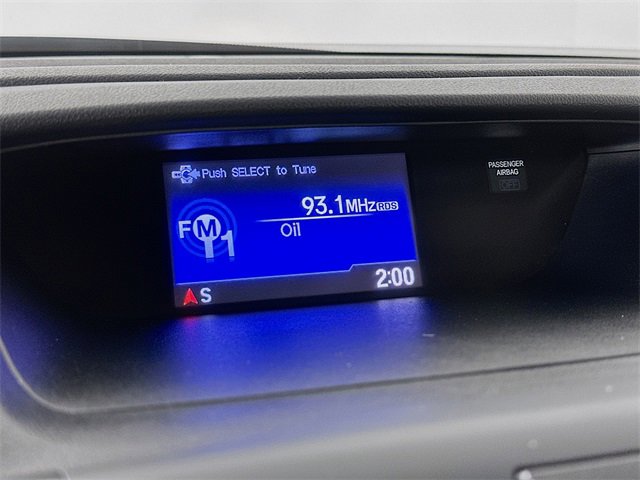 Push SELECT to Tune
93.1MHz RDS
FM1
Oil
2:00
S
PASSENGER
AIRBAG
OFF